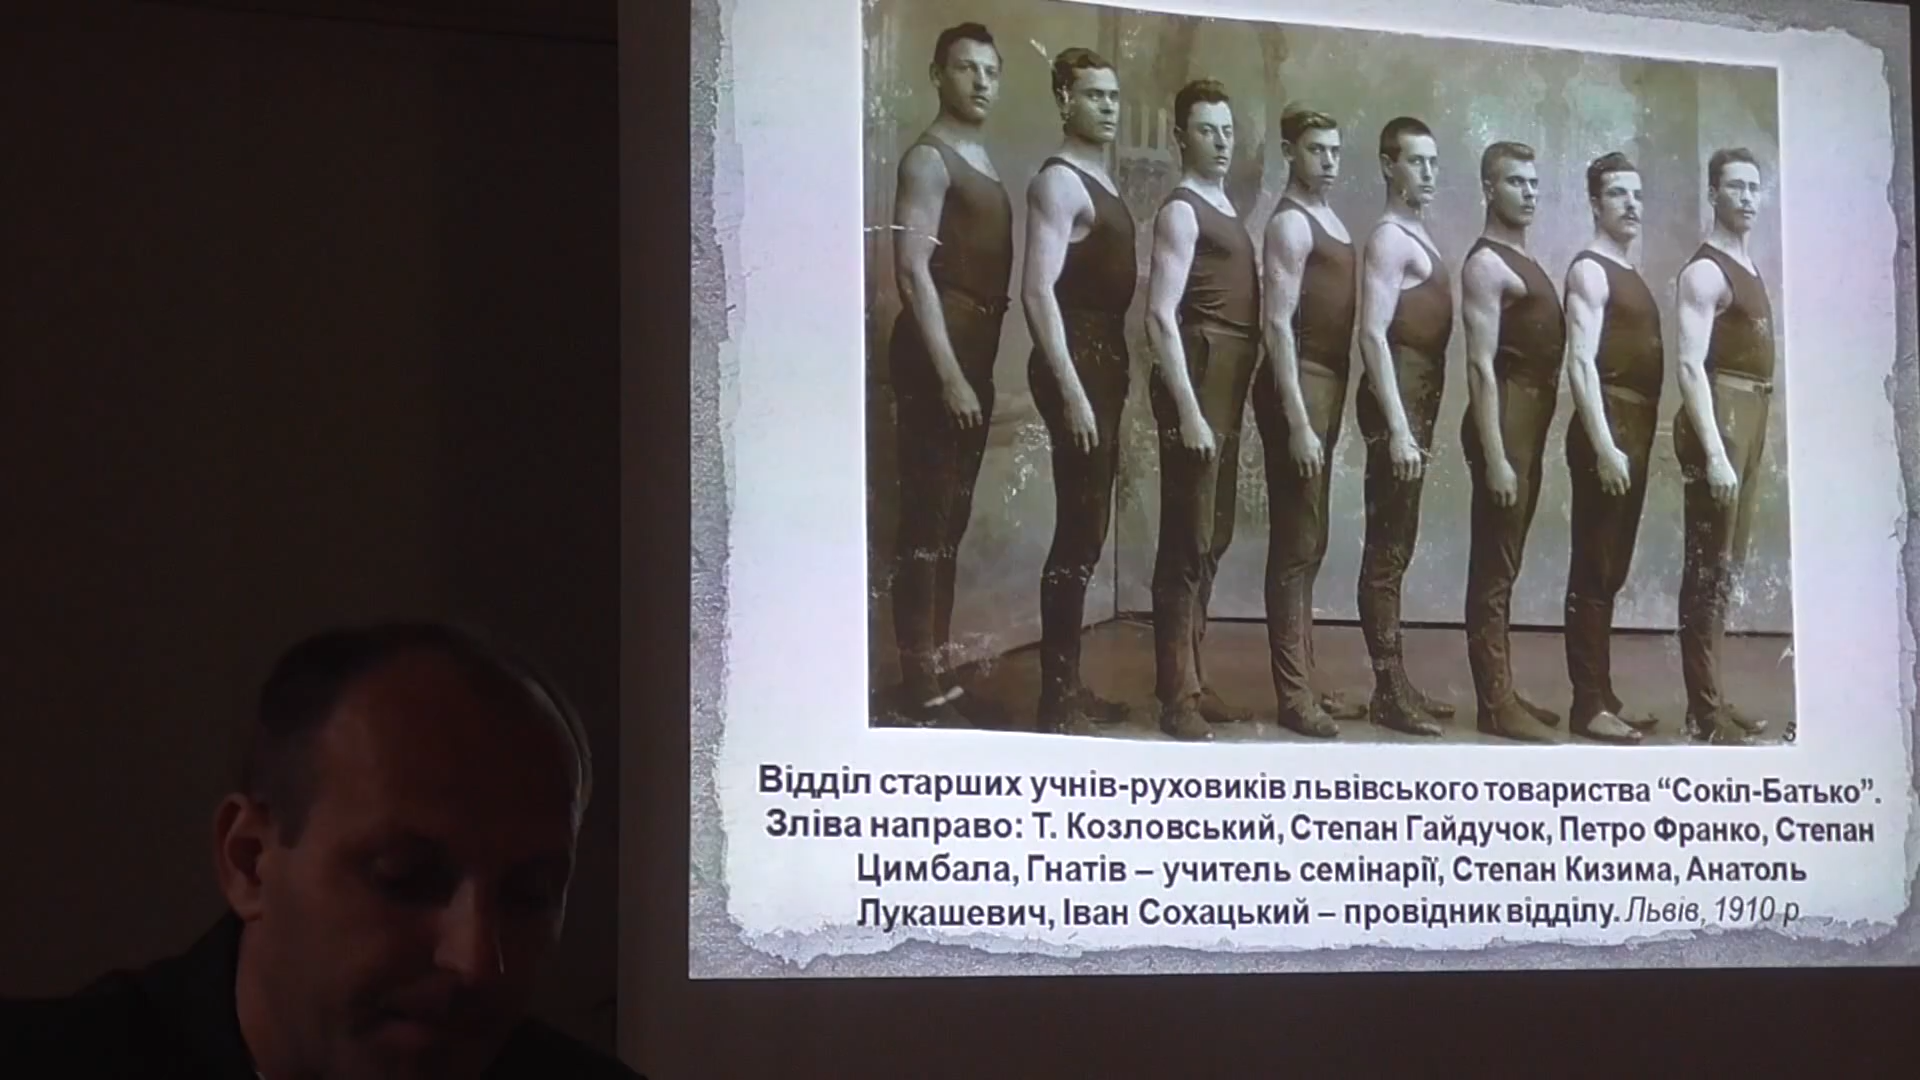 Відділ старших учнів-руховиків львівського товариства “Сокіл-Батько”.
Зліва направо: Т. Козловський, Степан Гайдучок, Петро Франко, Степан
Цимбала, Гнатів – учитель семінарії, Степан Кизима, Анатоль
Лукашевич, Іван Сохацький – провідник відділу. Львів, 1910 р